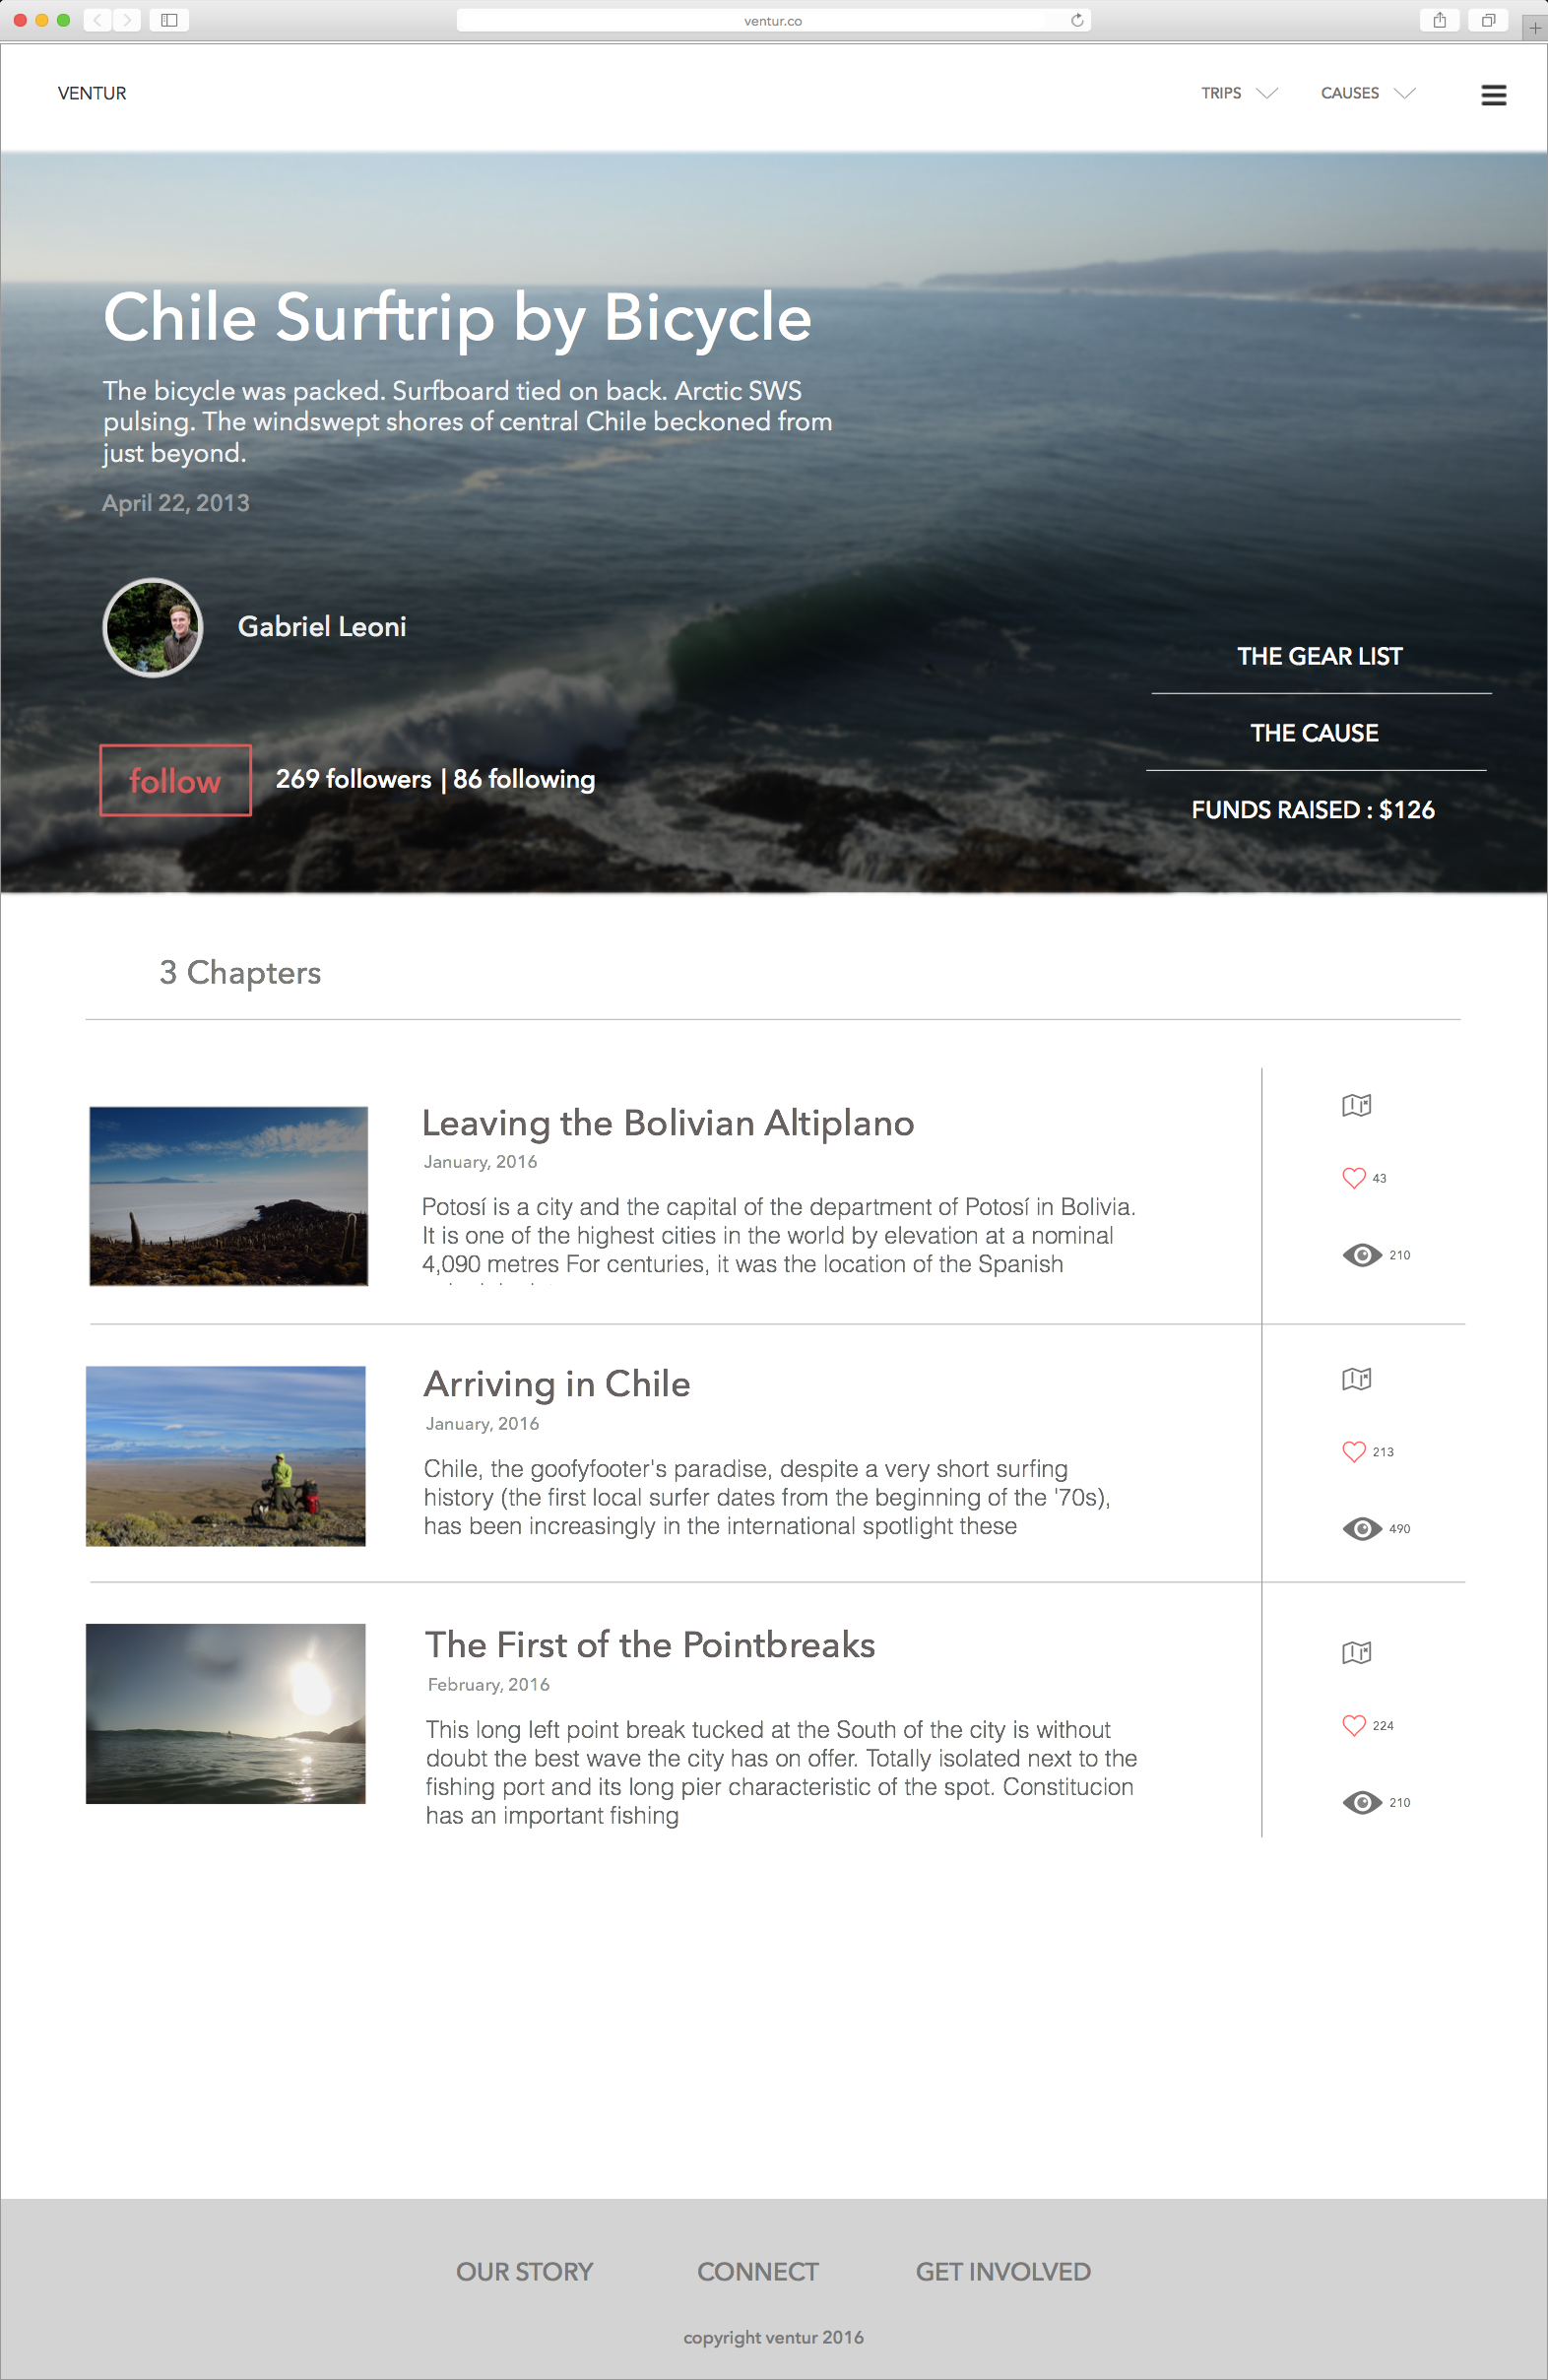 ventur.co
VENTUR
TRIPS
CAUSES
Chile Surftrip by Bicycle
The bicycle was packed. Surfboard tied on back. Arctic SWS
pulsing. The windswept shores of central Chile beckoned from
just beyond.
April 22, 2013
Gabriel Leoni
follow
269 followers | 86 following
THE GEAR LIST
THE CAUSE
FUNDS RAISED : $126
3 Chapters
Leaving the Bolivian Altiplano
January, 2016
Potosí is a city and the capital of the department of Potosí in Bolivia.
It is one of the highest cities in the world by elevation at a nominal
4,090 metres For centuries, it was the location of the Spanish
43
210
Arriving in Chile
January, 2016
Chile, the goofyfooter's paradise, despite a very short surfing
history (the first local surfer dates from the beginning of the '70s),
has been increasingly in the international spotlight these
213
490
The First of the Pointbreaks
February, 2016
This long left point break tucked at the South of the city is without
doubt the best wave the city has on offer. Totally isolated next to the
fishing port and its long pier characteristic of the spot. Constitucion
has an important fishing
224
210
OUR STORY
CONNECT
GET INVOLVED
copyright ventur 2016